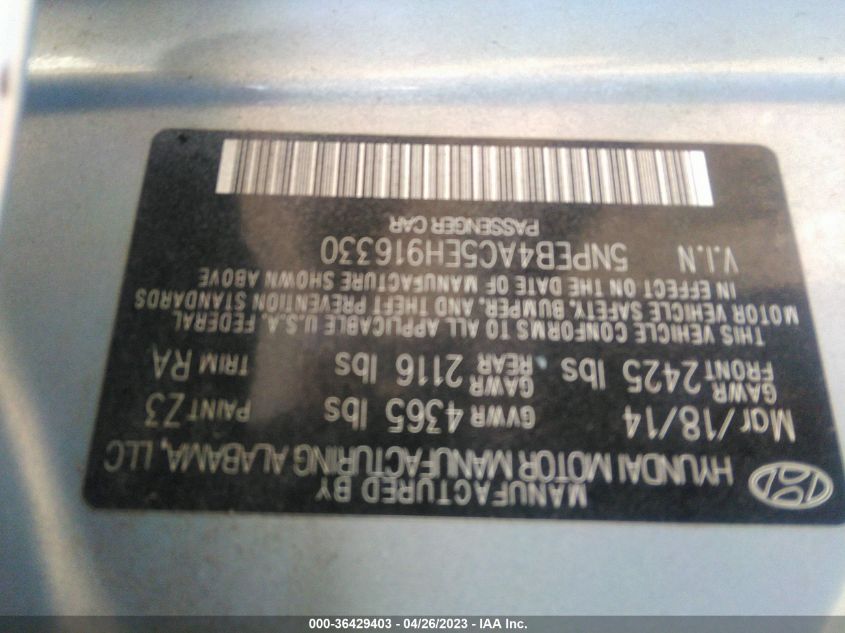 MANUFACTURED BY
HYUNDAI MOTOR MANUFACTURING ALABAMA, LLC
Mar/18/14 GVWR 4365 lbs PAINT Z3
GAWR FRONT 2425 lbs GAWR REAR 2116 lbs TRIM RA
THIS VEHICLE CONFORMS TO ALL APPLICABLE U.S.A. FEDERAL
MOTOR VEHICLE SAFETY, BUMPER, AND THEFT PREVENTION STANDARDS
IN EFFECT ON THE DATE OF MANUFACTURE SHOWN ABOVE
V.I.N 5NPEB4AC5EH916330
PASSENGER CAR
000-36429403 - 04/26/2023 - IAA Inc.